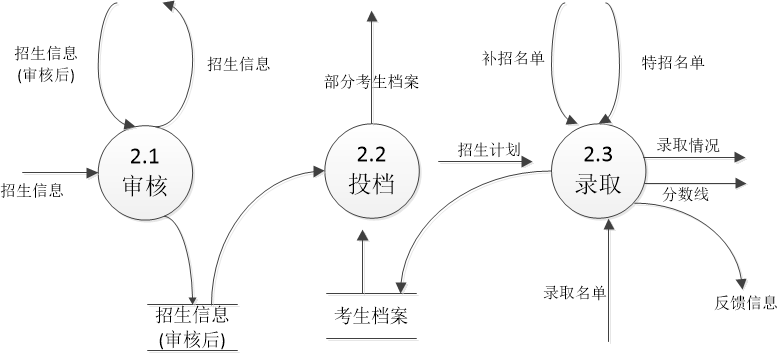 招生信息
(审核后)
招生信息
部分考生档案
补招名单
特招名单
2.1
审核
招生信息
2.2
投档
招生计划
2.3
录取
录取情况
分数线
反馈信息
录取名单
招生信息
(审核后)
考生档案